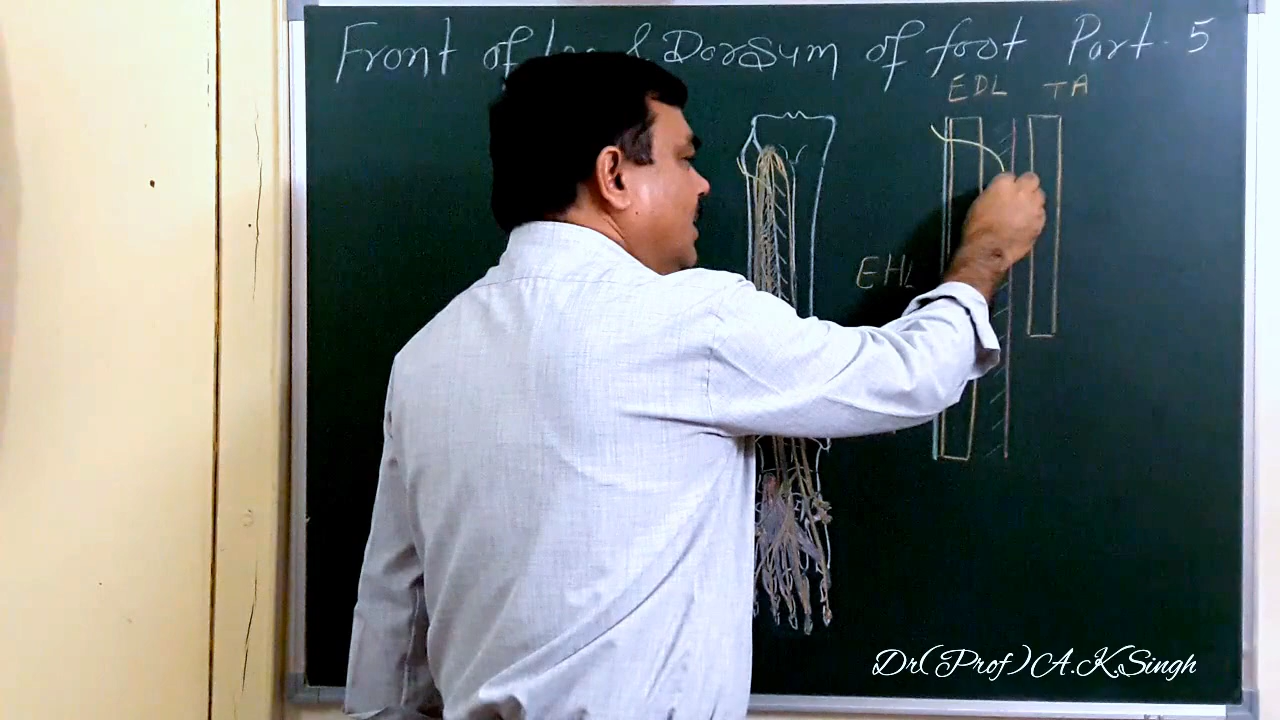 Front of leg & Dorsum of foot Part-5
EDL TA
EHL
Dr(Prof)A.K.Singh